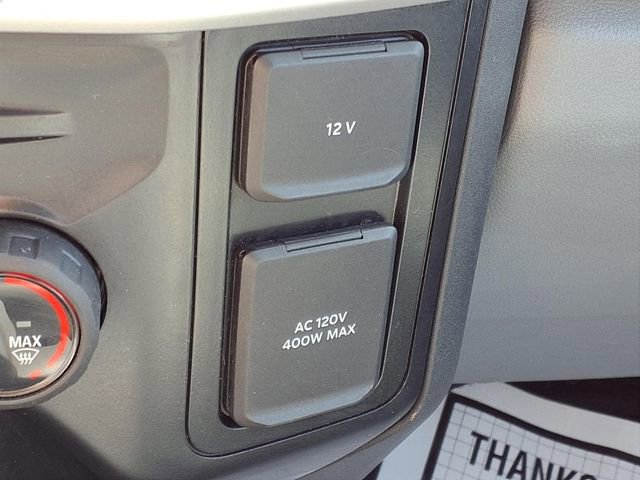 12 V
AC 120V
400W MAX
MAX
THANKS